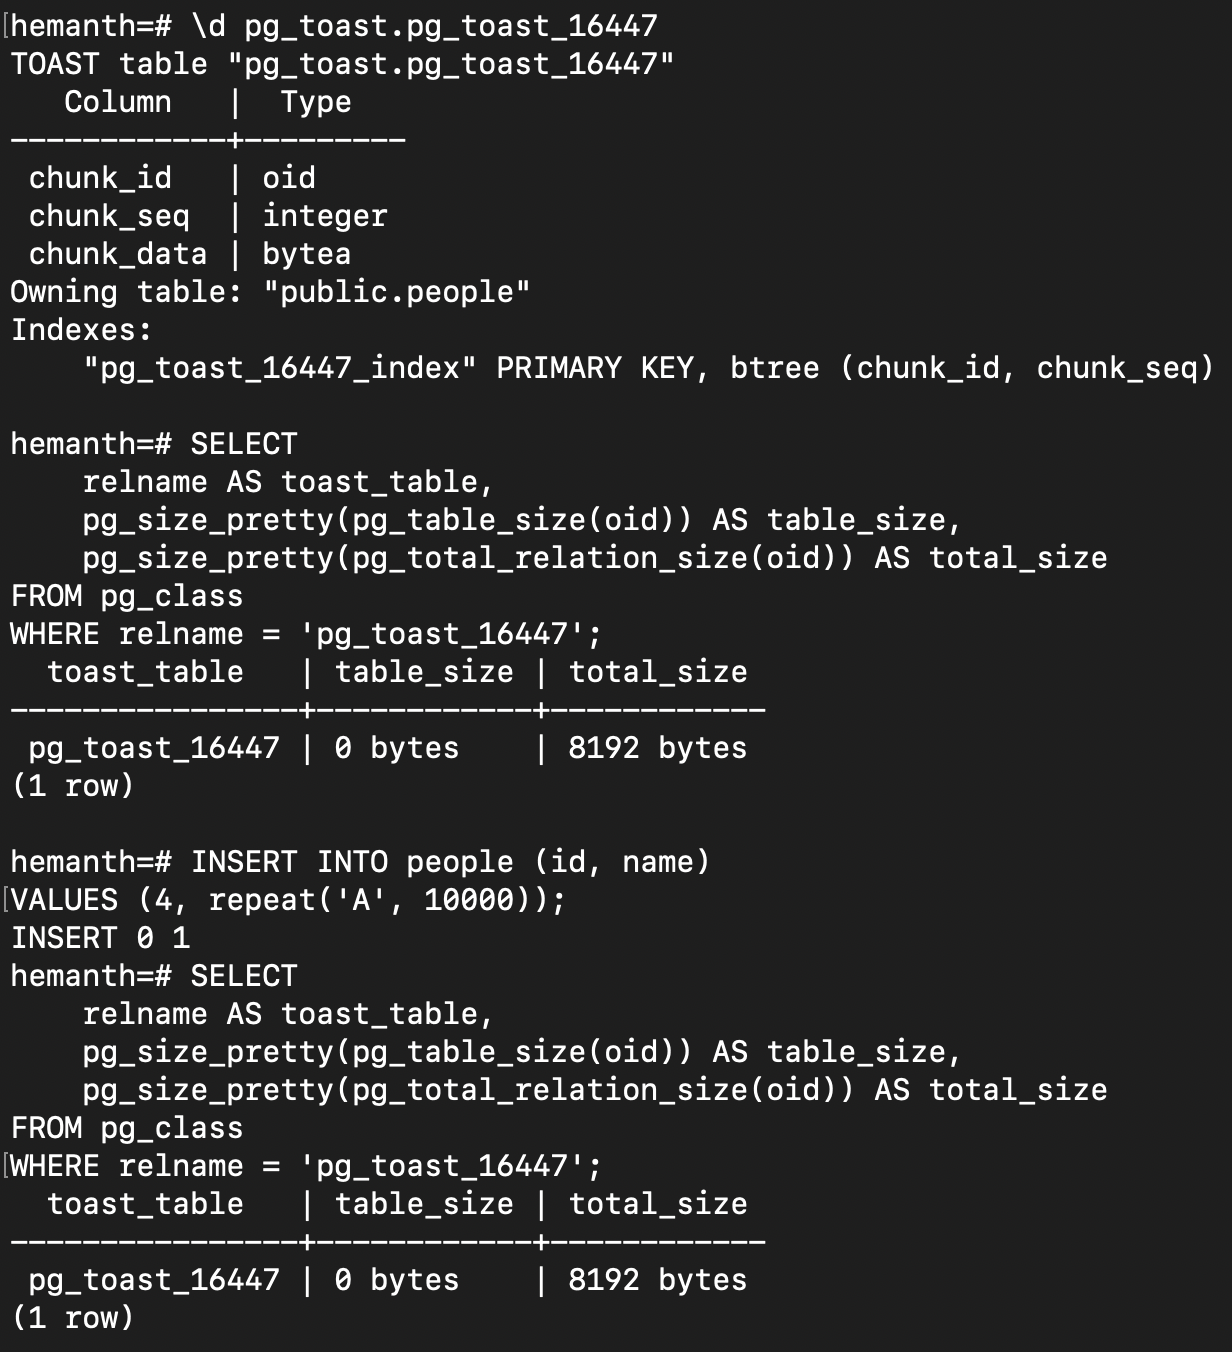 [hemanth=# \d pg_toast.pg_toast_16447
TOAST table "pg_toast.pg_toast_16447"
   Column   |  Type
------------+---------
 chunk_id   | oid
 chunk_seq  | integer
 chunk_data | bytea
Owning table: "public.people"
Indexes:
    "pg_toast_16447_index" PRIMARY KEY, btree (chunk_id, chunk_seq)

hemanth=# SELECT
    relname AS toast_table,
    pg_size_pretty(pg_table_size(oid)) AS table_size,
    pg_size_pretty(pg_total_relation_size(oid)) AS total_size
FROM pg_class
WHERE relname = 'pg_toast_16447';
  toast_table   | table_size | total_size
----------------+------------+------------
 pg_toast_16447 | 0 bytes    | 8192 bytes
(1 row)

hemanth=# INSERT INTO people (id, name)
[VALUES (4, repeat('A', 10000));
INSERT 0 1
hemanth=# SELECT
    relname AS toast_table,
    pg_size_pretty(pg_table_size(oid)) AS table_size,
    pg_size_pretty(pg_total_relation_size(oid)) AS total_size
FROM pg_class
[WHERE relname = 'pg_toast_16447';
  toast_table   | table_size | total_size
----------------+------------+------------
 pg_toast_16447 | 0 bytes    | 8192 bytes
(1 row)